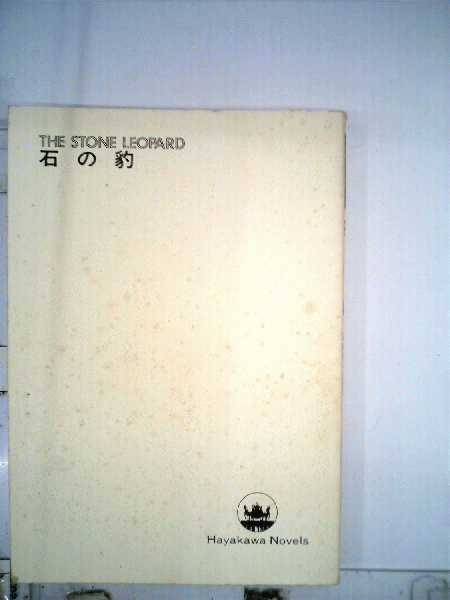 THE STONE LEOPARD
石の豹
Hayakawa Novels